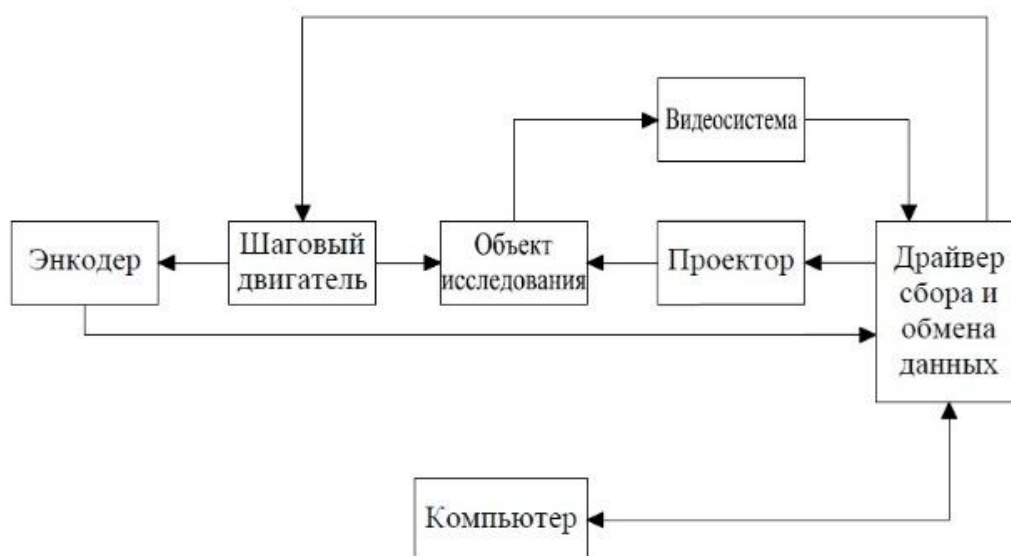 Видеосистема
Энкодер
Шаговый
двигатель
Объект
исследования
Проектор
Драйвер
сбора и
обмена
данных
Компьютер